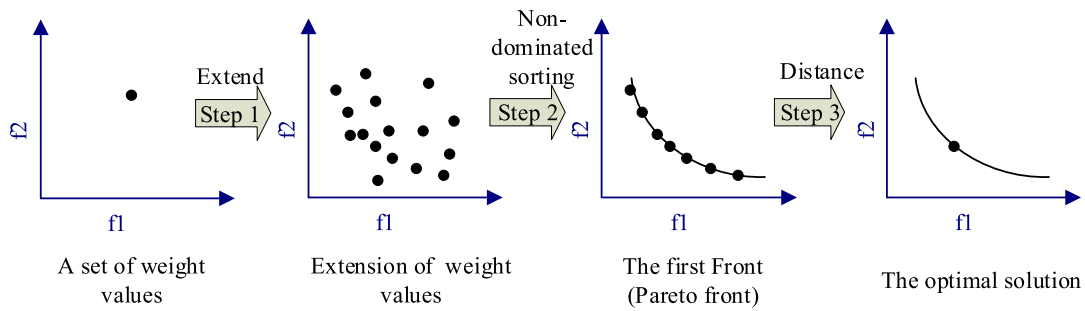 f2
f1
A set of weight
values
Extend
Step 1
f2
f1
Extension of weight
values
Non-
dominated
sorting
Step 2
f2
f1
The first Front
(Pareto front)
Distance
Step 3
f2
f1
The optimal solution